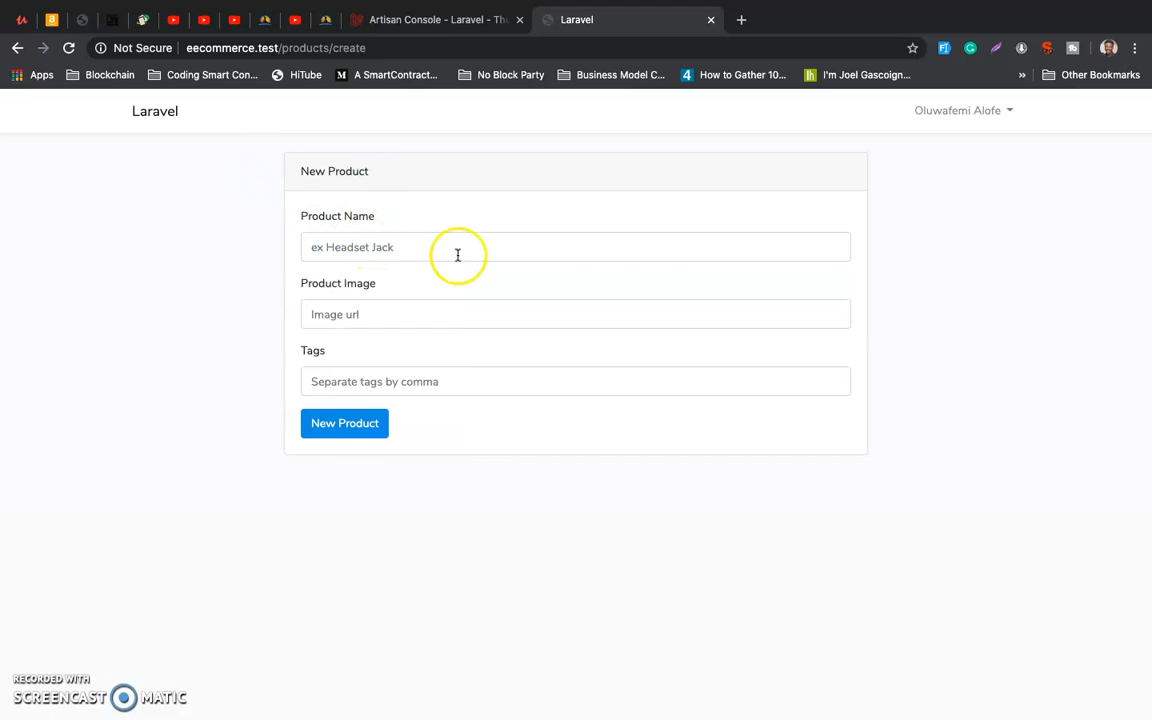 Artisan Console - Laravel - The
Laravel
Not Secure
eecommerce.test/products/create
Apps
Blockchain
Coding Smart Con...
HiTube
A SmartContract...
No Block Party
Business Model C...
How to Gather 10...
I'm Joel Gascoign...
»
Other Bookmarks
Laravel
Oluwafemi Alofe
New Product
Product Name
ex Headset Jack
Product Image
Image url
Tags
Separate tags by comma
New Product
RECORDED WITH
SCREENCAST MATIC